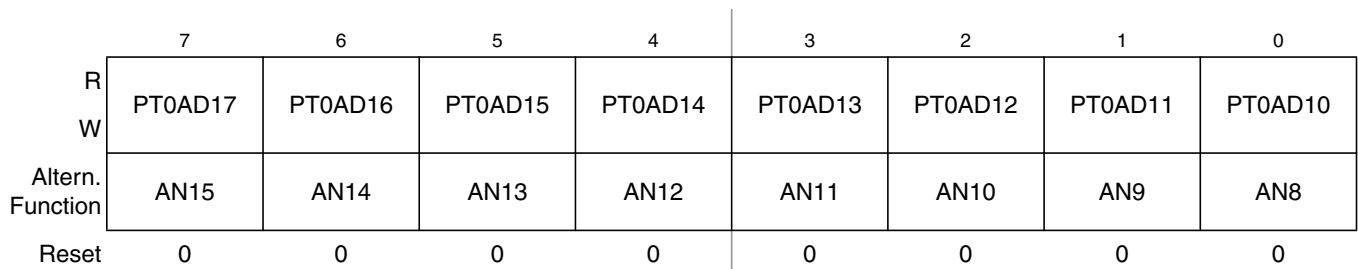 7 6 5 4 3 2 1 0
R
W
PT0AD17 PT0AD16 PT0AD15 PT0AD14 PT0AD13 PT0AD12 PT0AD11 PT0AD10
Altern.
Function
AN15 AN14 AN13 AN12 AN11 AN10 AN9 AN8
Reset 0 0 0 0 0 0 0 0